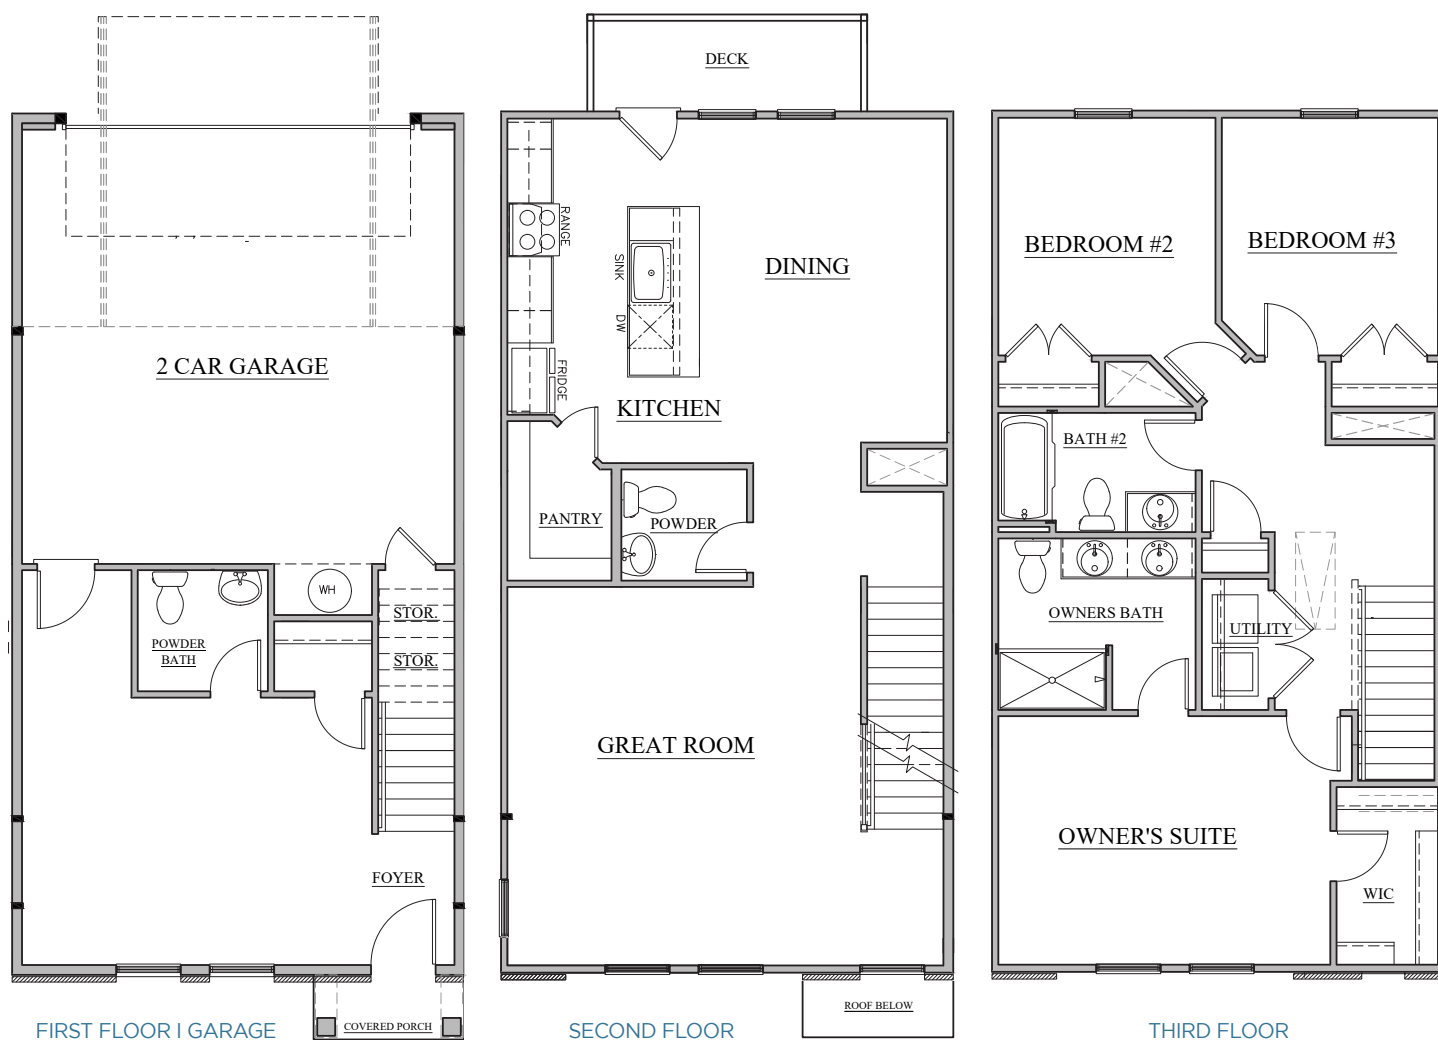 2 CAR GARAGE
WH
STOR.
STOR.
POWDER
BATH
FOYER
COVERED PORCH
FIRST FLOOR I GARAGE
DECK
RANGE
SINK
DW
FRIDGE
DINING
KITCHEN
PANTRY
POWDER
GREAT ROOM
ROOF BELOW
SECOND FLOOR
BEDROOM #2
BEDROOM #3
BATH #2
OWNERS BATH
UTILITY
OWNER'S SUITE
WIC
THIRD FLOOR